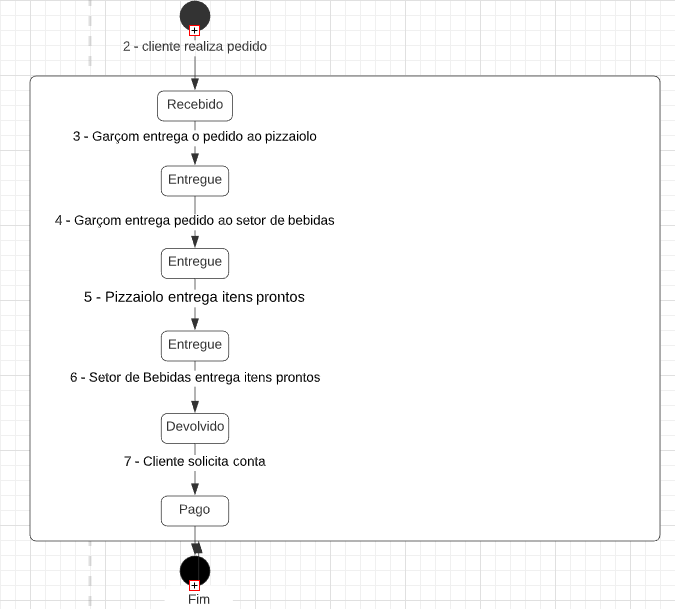 2 - cliente realiza pedido
Recebido
3 - Garçom entrega o pedido ao pizzaiolo
Entregue
4 - Garçom entrega pedido ao setor de bebidas
Entregue
5 - Pizzaiolo entrega itens prontos
Entregue
6 - Setor de Bebidas entrega itens prontos
Devolvido
7 - Cliente solicita conta
Pago
Fim